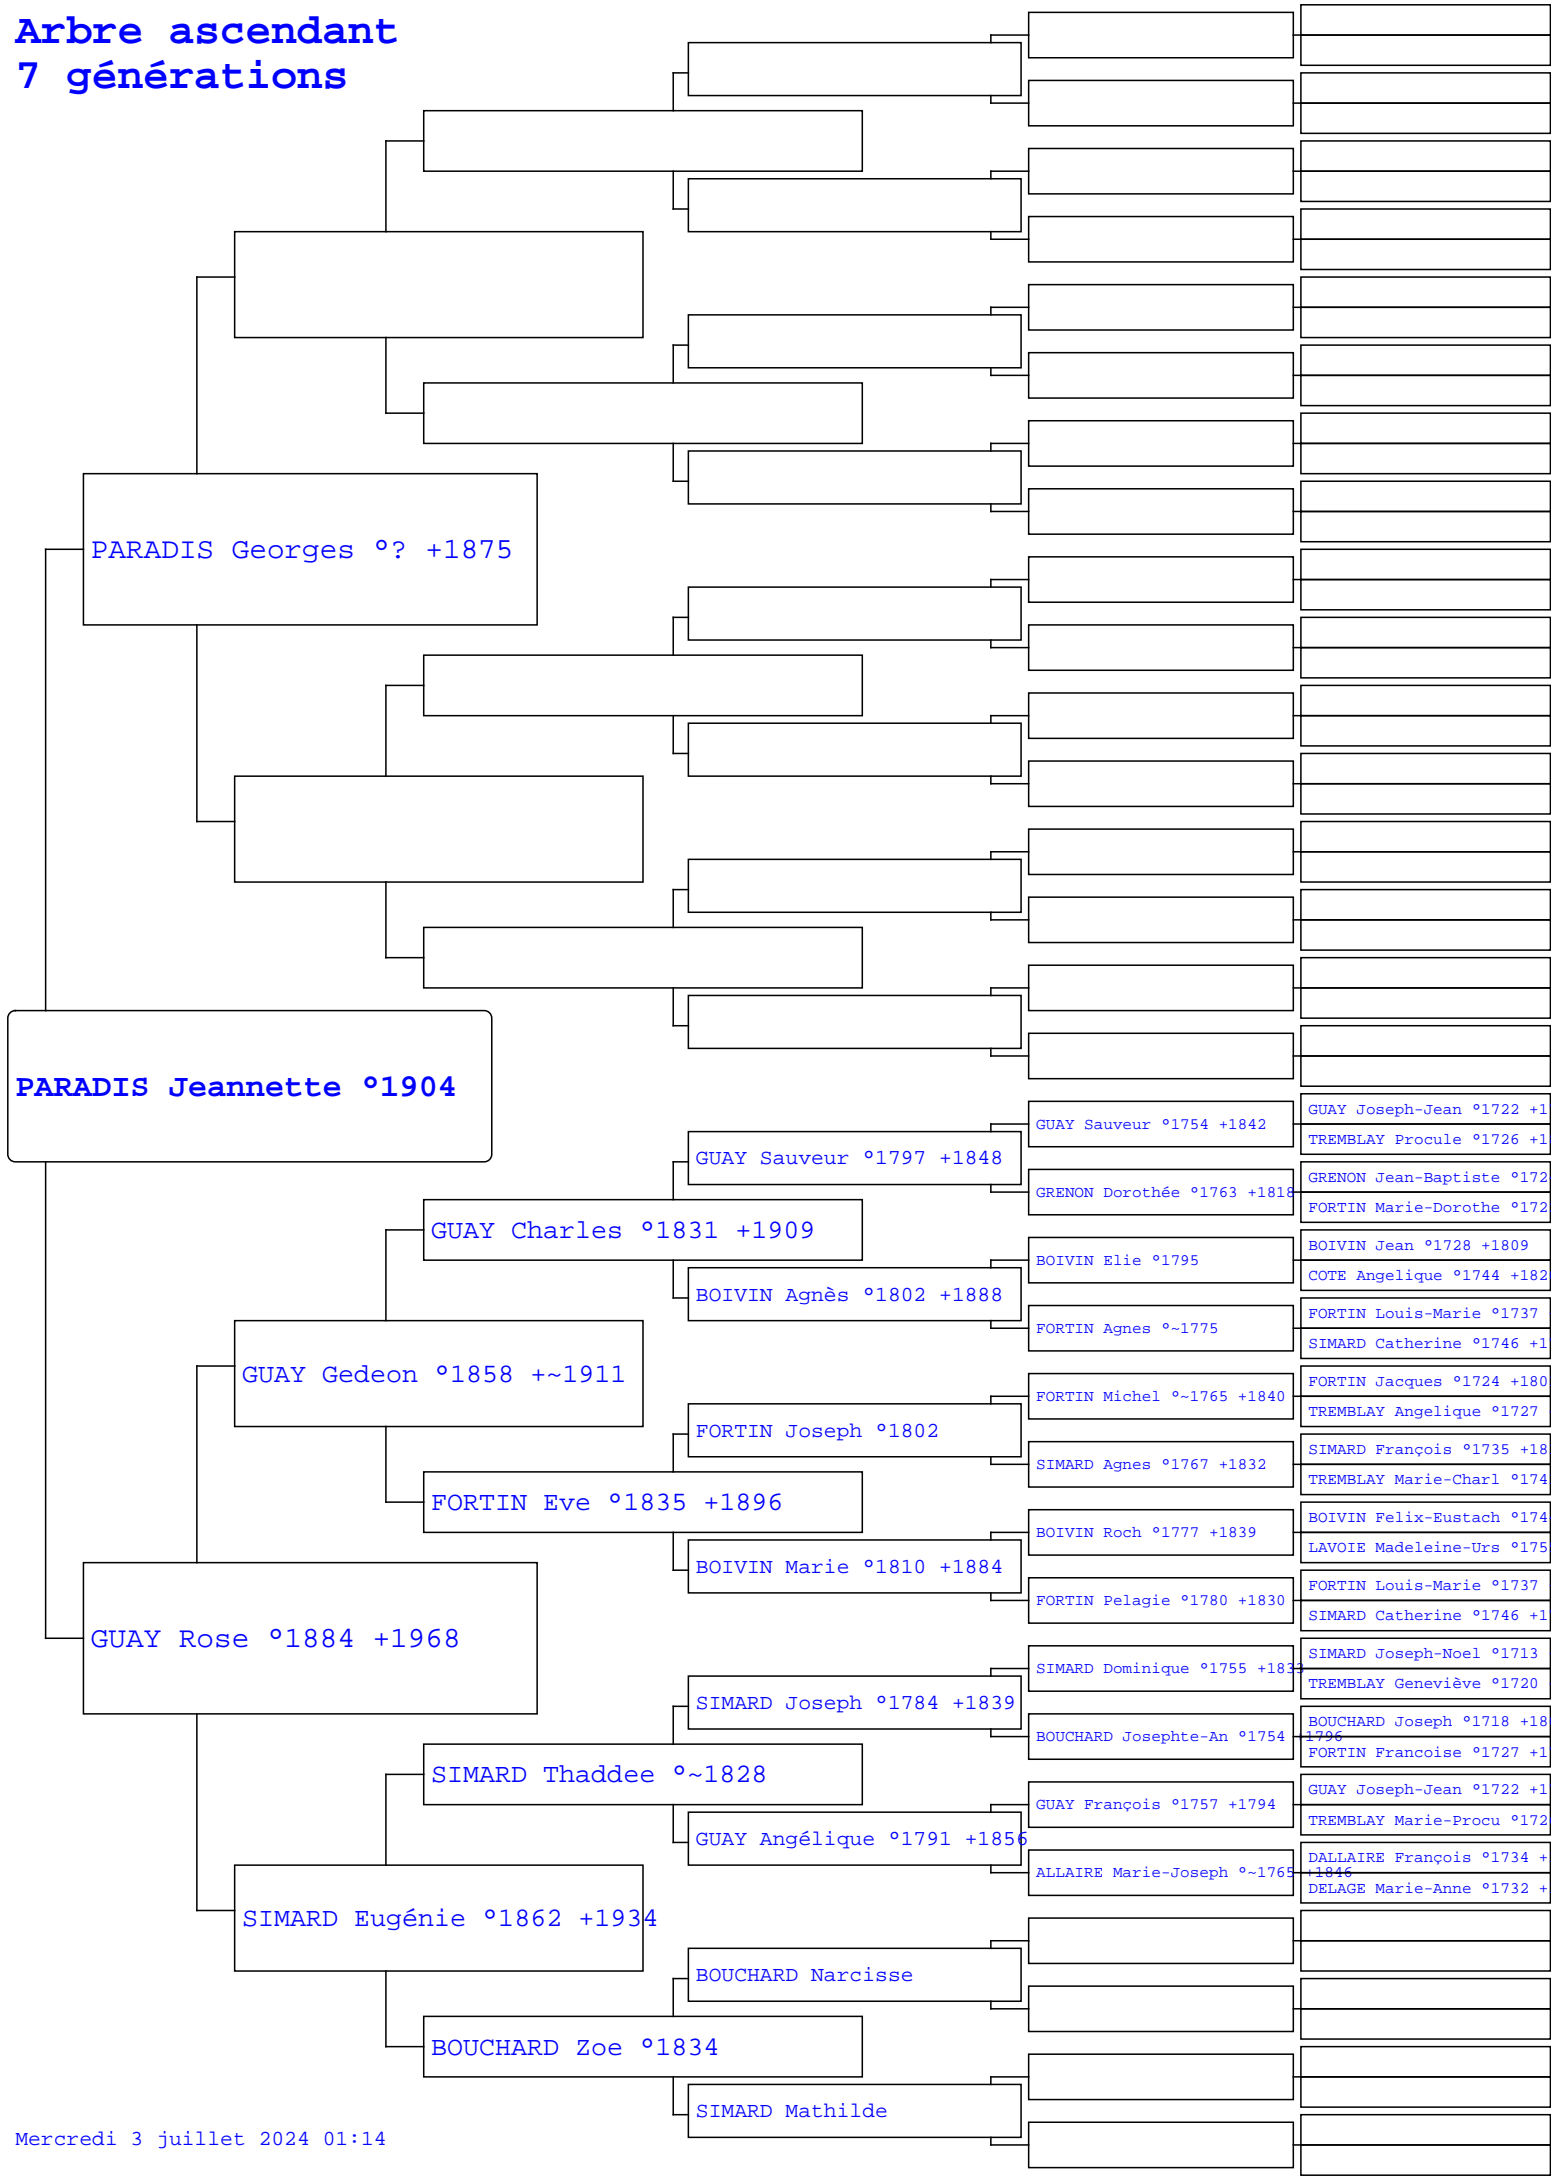 Arbre ascendant
7 générations
PARADIS Georges °? +1875
PARADIS Jeannette °1904
GUAY Joseph-Jean °1722 +1
GUAY Sauveur °1754 +1842
TREMBLAY Procule °1726 +1
GUAY Sauveur °1797 +1848
GRENON Jean-Baptiste °172
GRENON Dorothée °1763 +1818
FORTIN Marie-Dorothe °172
GUAY Charles °1831 +1909
BOIVIN Jean °1728 +1809
BOIVIN Elie °1795
COTE Angelique °1744 +182
BOIVIN Agnès °1802 +1888
FORTIN Louis-Marie °1737
FORTIN Agnes °~1775
SIMARD Catherine °1746 +1
GUAY Gedeon °1858 +~1911
FORTIN Jacques °1724 +180
FORTIN Michel °~1765 +1840
TREMBLAY Angelique °1727
FORTIN Joseph °1802
SIMARD François °1735 +18
SIMARD Agnes °1767 +1832
TREMBLAY Marie-Charl °174
FORTIN Eve °1835 +1896
BOIVIN Felix-Eustach °174
BOIVIN Roch °1777 +1839
LAVOIE Madeleine-Urs °175
BOIVIN Marie °1810 +1884
FORTIN Louis-Marie °1737
FORTIN Pelagie °1780 +1830
SIMARD Catherine °1746 +1
GUAY Rose °1884 +1968
SIMARD Joseph-Noel °1713
SIMARD Dominique °1755 +1833
TREMBLAY Geneviève °1720
SIMARD Joseph °1784 +1839
BOUCHARD Joseph °1718 +18
BOUCHARD Josephte-An °1754 +1796
FORTIN Francoise °1727 +1
SIMARD Thaddee °~1828
GUAY Joseph-Jean °1722 +1
GUAY François °1757 +1794
TREMBLAY Marie-Procu °172
GUAY Angélique °1791 +1856
DALLAIRE François °1734 +
ALLAIRE Marie-Joseph °~1765 +1846
DELAGE Marie-Anne °1732 +
SIMARD Eugénie °1862 +1934
BOUCHARD Narcisse
BOUCHARD Zoe °1834
SIMARD Mathilde
Mercredi 3 juillet 2024 01:14